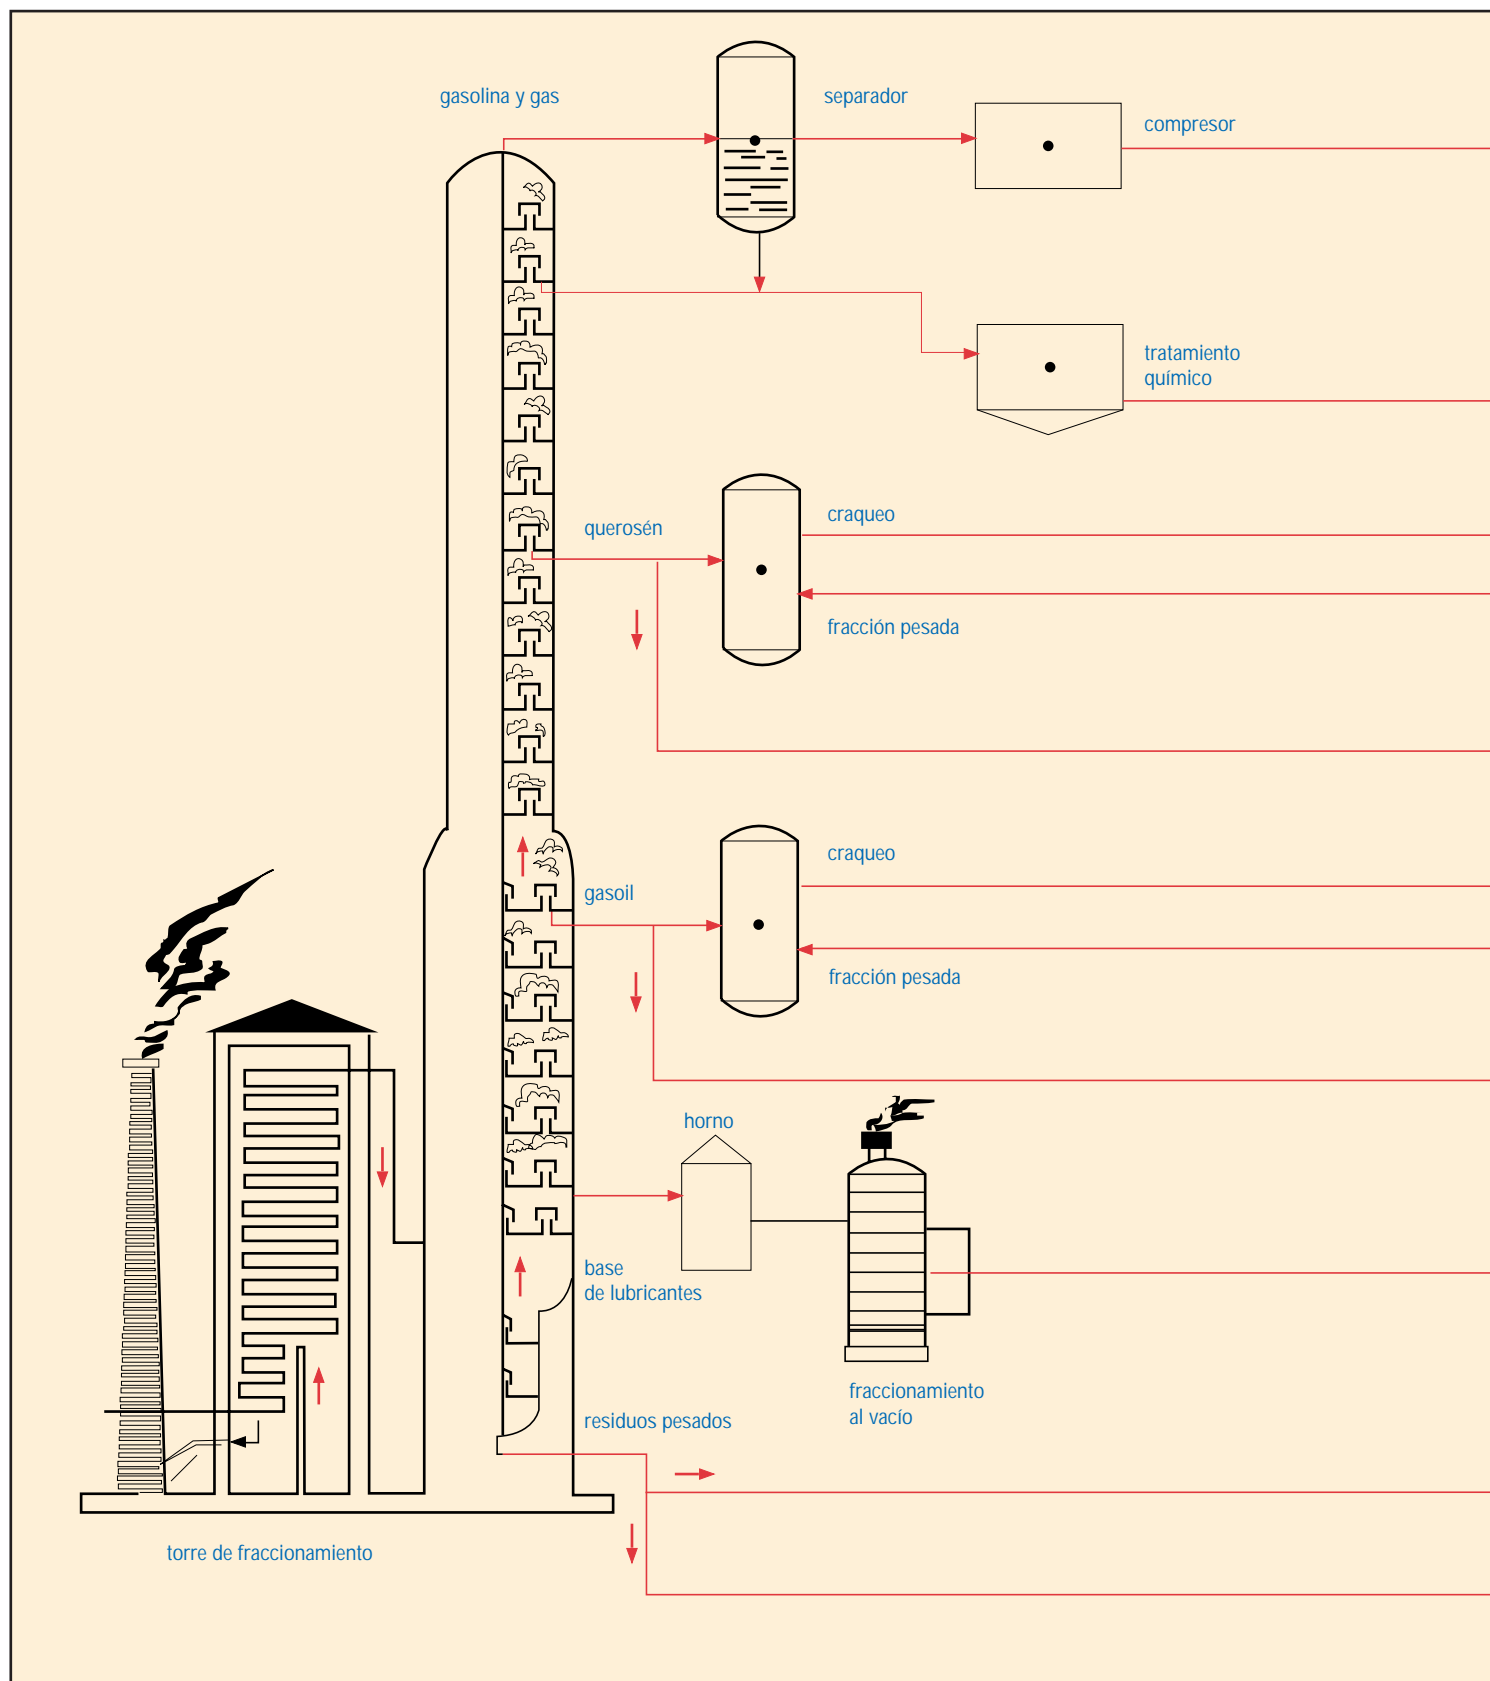 gasolina y gas
separador
compresor
tratamiento
químico
querosén
craqueo
fracción pesada
craqueo
gasoil
fracción pesada
horno
base
de lubricantes
fraccionamiento
al vacío
residuos pesados
torre de fraccionamiento